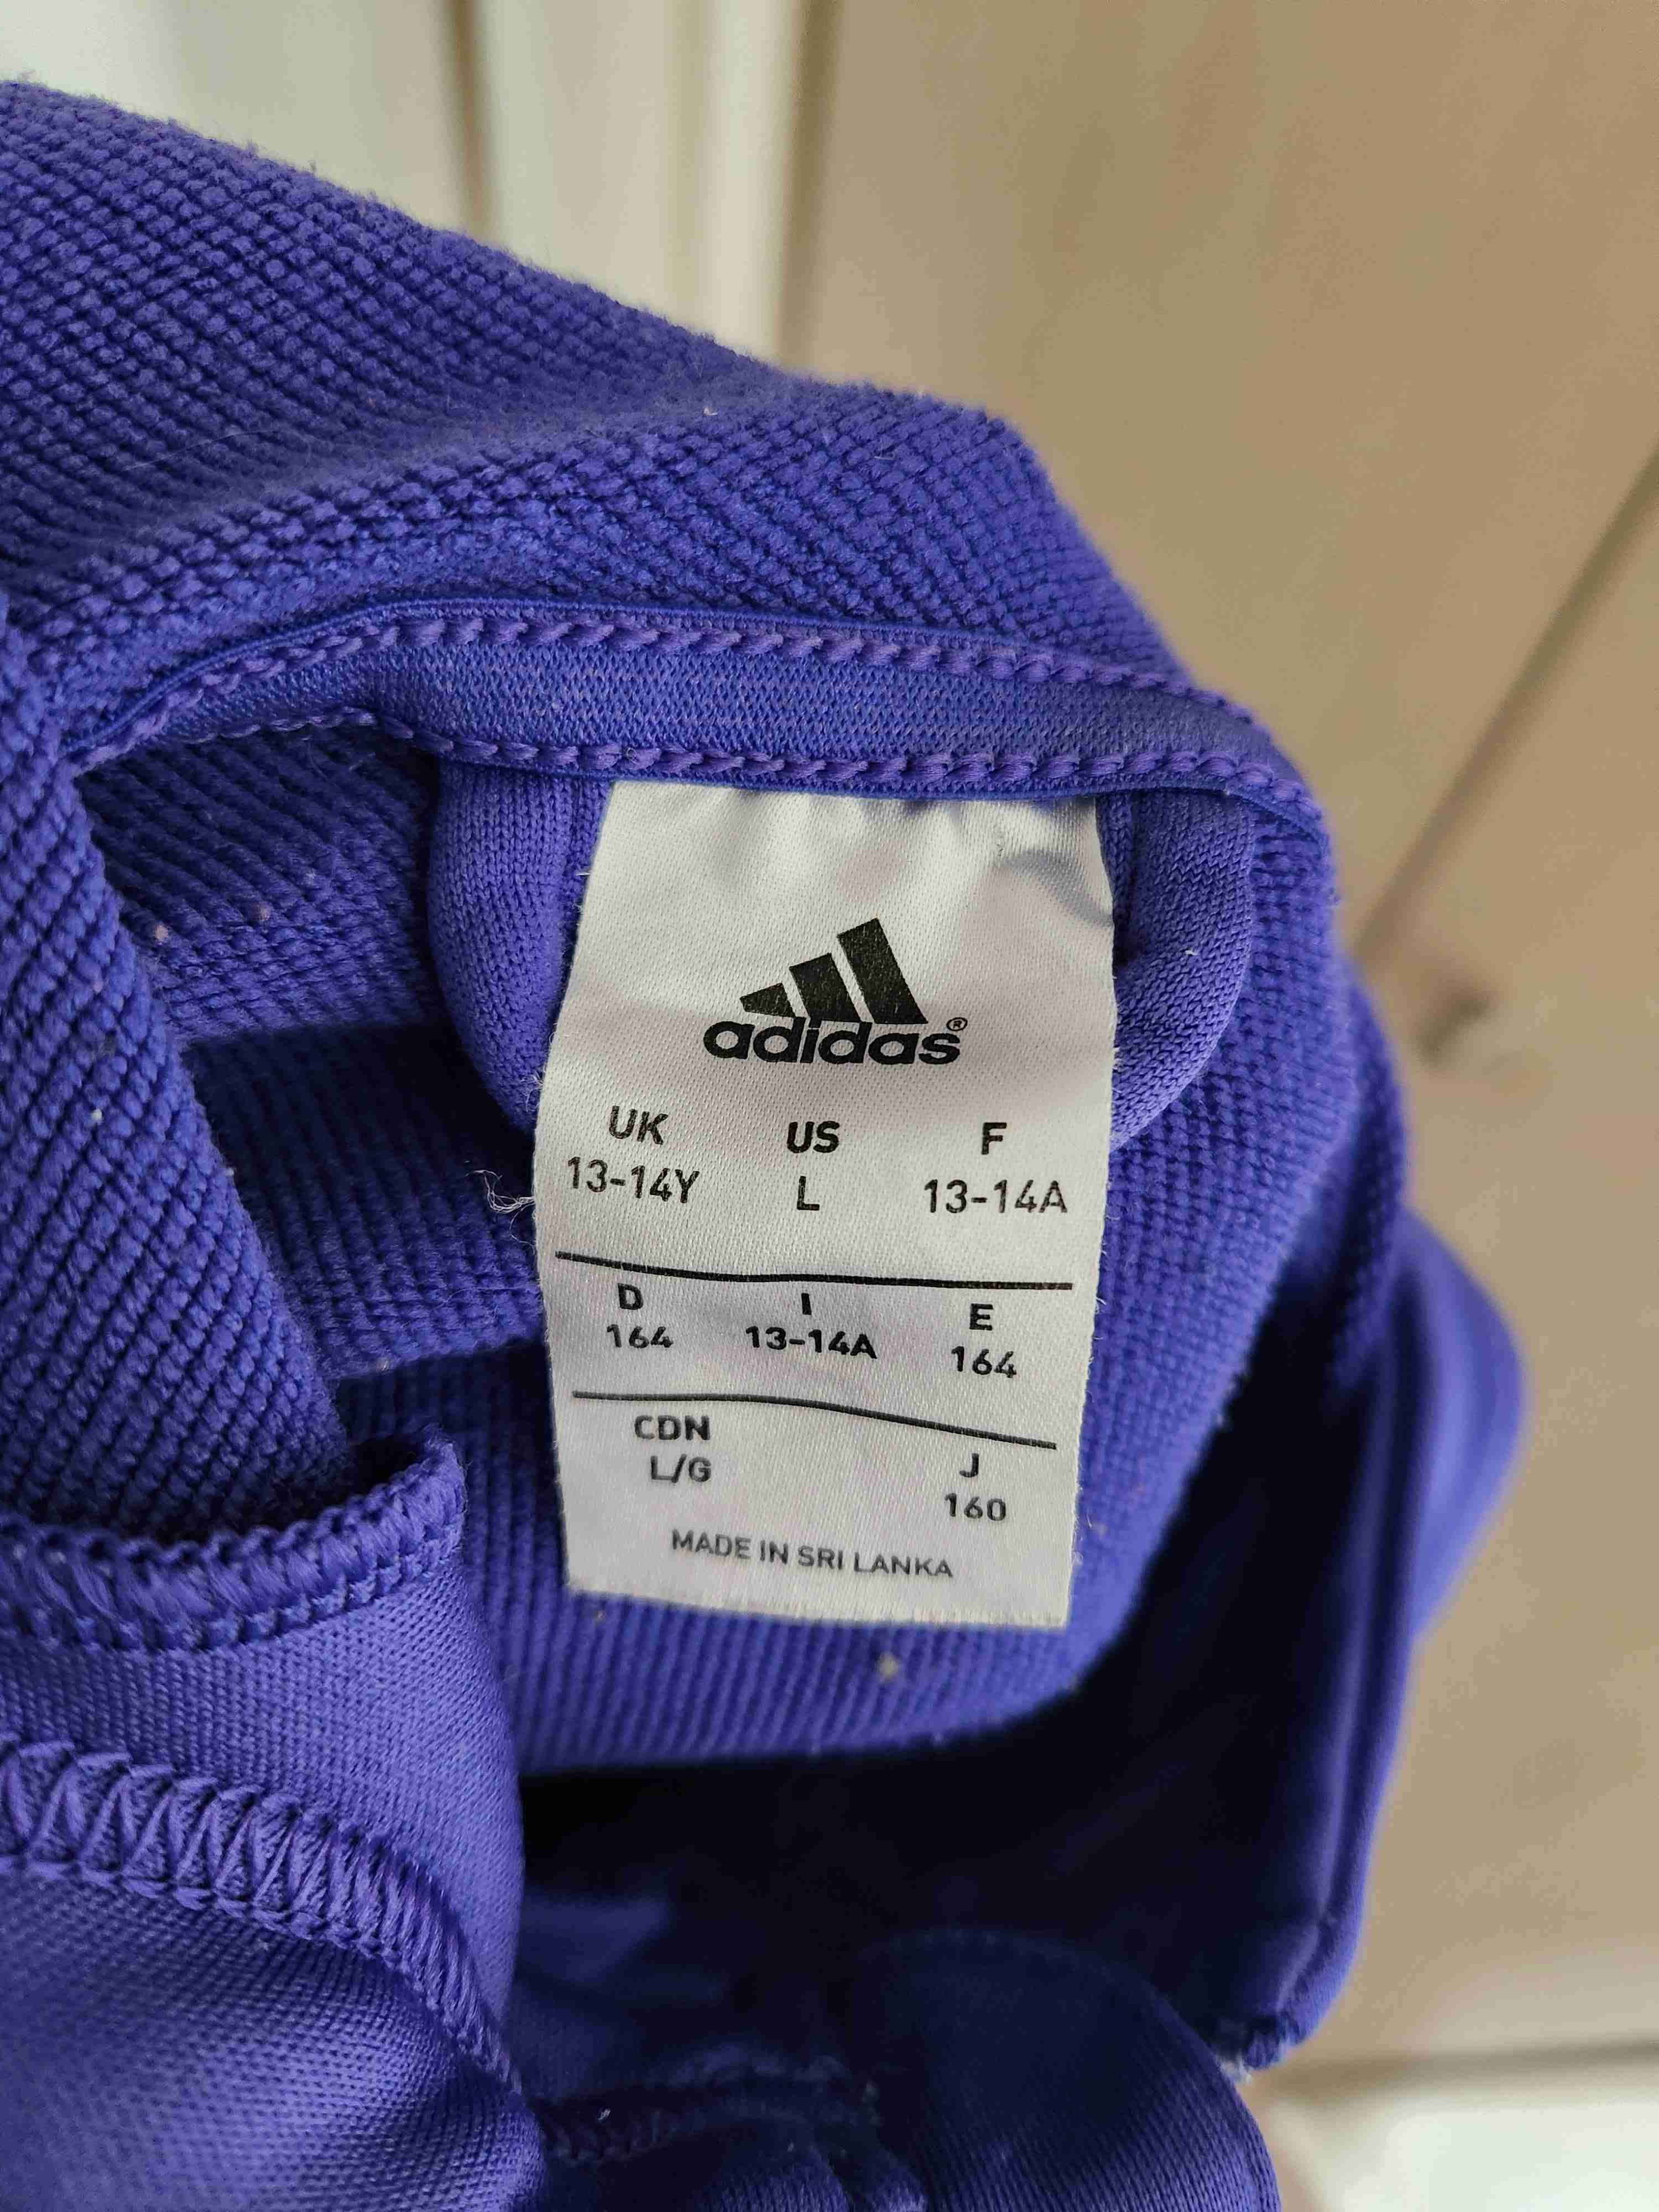 adidas®
UK US F
13-14Y L 13-14A
D I E
164 13-14A 164
CDN J
L/G 160
MADE IN SRI LANKA